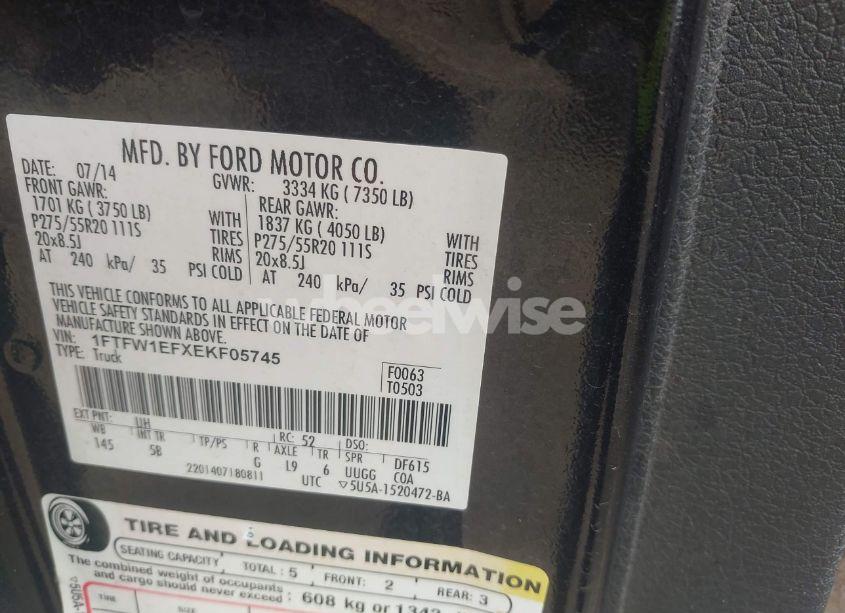 MFD. BY FORD MOTOR CO.
DATE: 07/14 GVWR: 3334 KG ( 7350 LB)
FRONT GAWR: REAR GAWR:
1701 KG ( 3750 LB) WITH 1837 KG ( 4050 LB) WITH
P275/55R20 111S TIRES P275/55R20 111S TIRES
20x8.5J RIMS 20x8.5J RIMS
AT 240 kPa/ 35 PSI COLD AT 240 kPa/ 35 PSI COLD
THIS VEHICLE CONFORMS TO ALL APPLICABLE FEDERAL MOTOR
VEHICLE SAFETY STANDARDS IN EFFECT ON THE DATE OF
MANUFACTURE SHOWN ABOVE.
VIN: 1FTFW1EFXEKF05745
TYPE: Truck
F0063
T0503
EXT PNT: UH RC: 52 DSO:
WB INT TR TP/PS R AXLE TR SPR DF615
145 5B G L9 6 UUGG COA
2201407180811 UTC ▽5U5A-1520472-BA
wheelwise
TIRE AND LOADING INFORMATION
SEATING CAPACITY TOTAL : 5 FRONT: 2 REAR: 3
The combined weight of occupants
and cargo should never exceed : 608 kg or 1342
▽5U5A-
TIRE SIZE